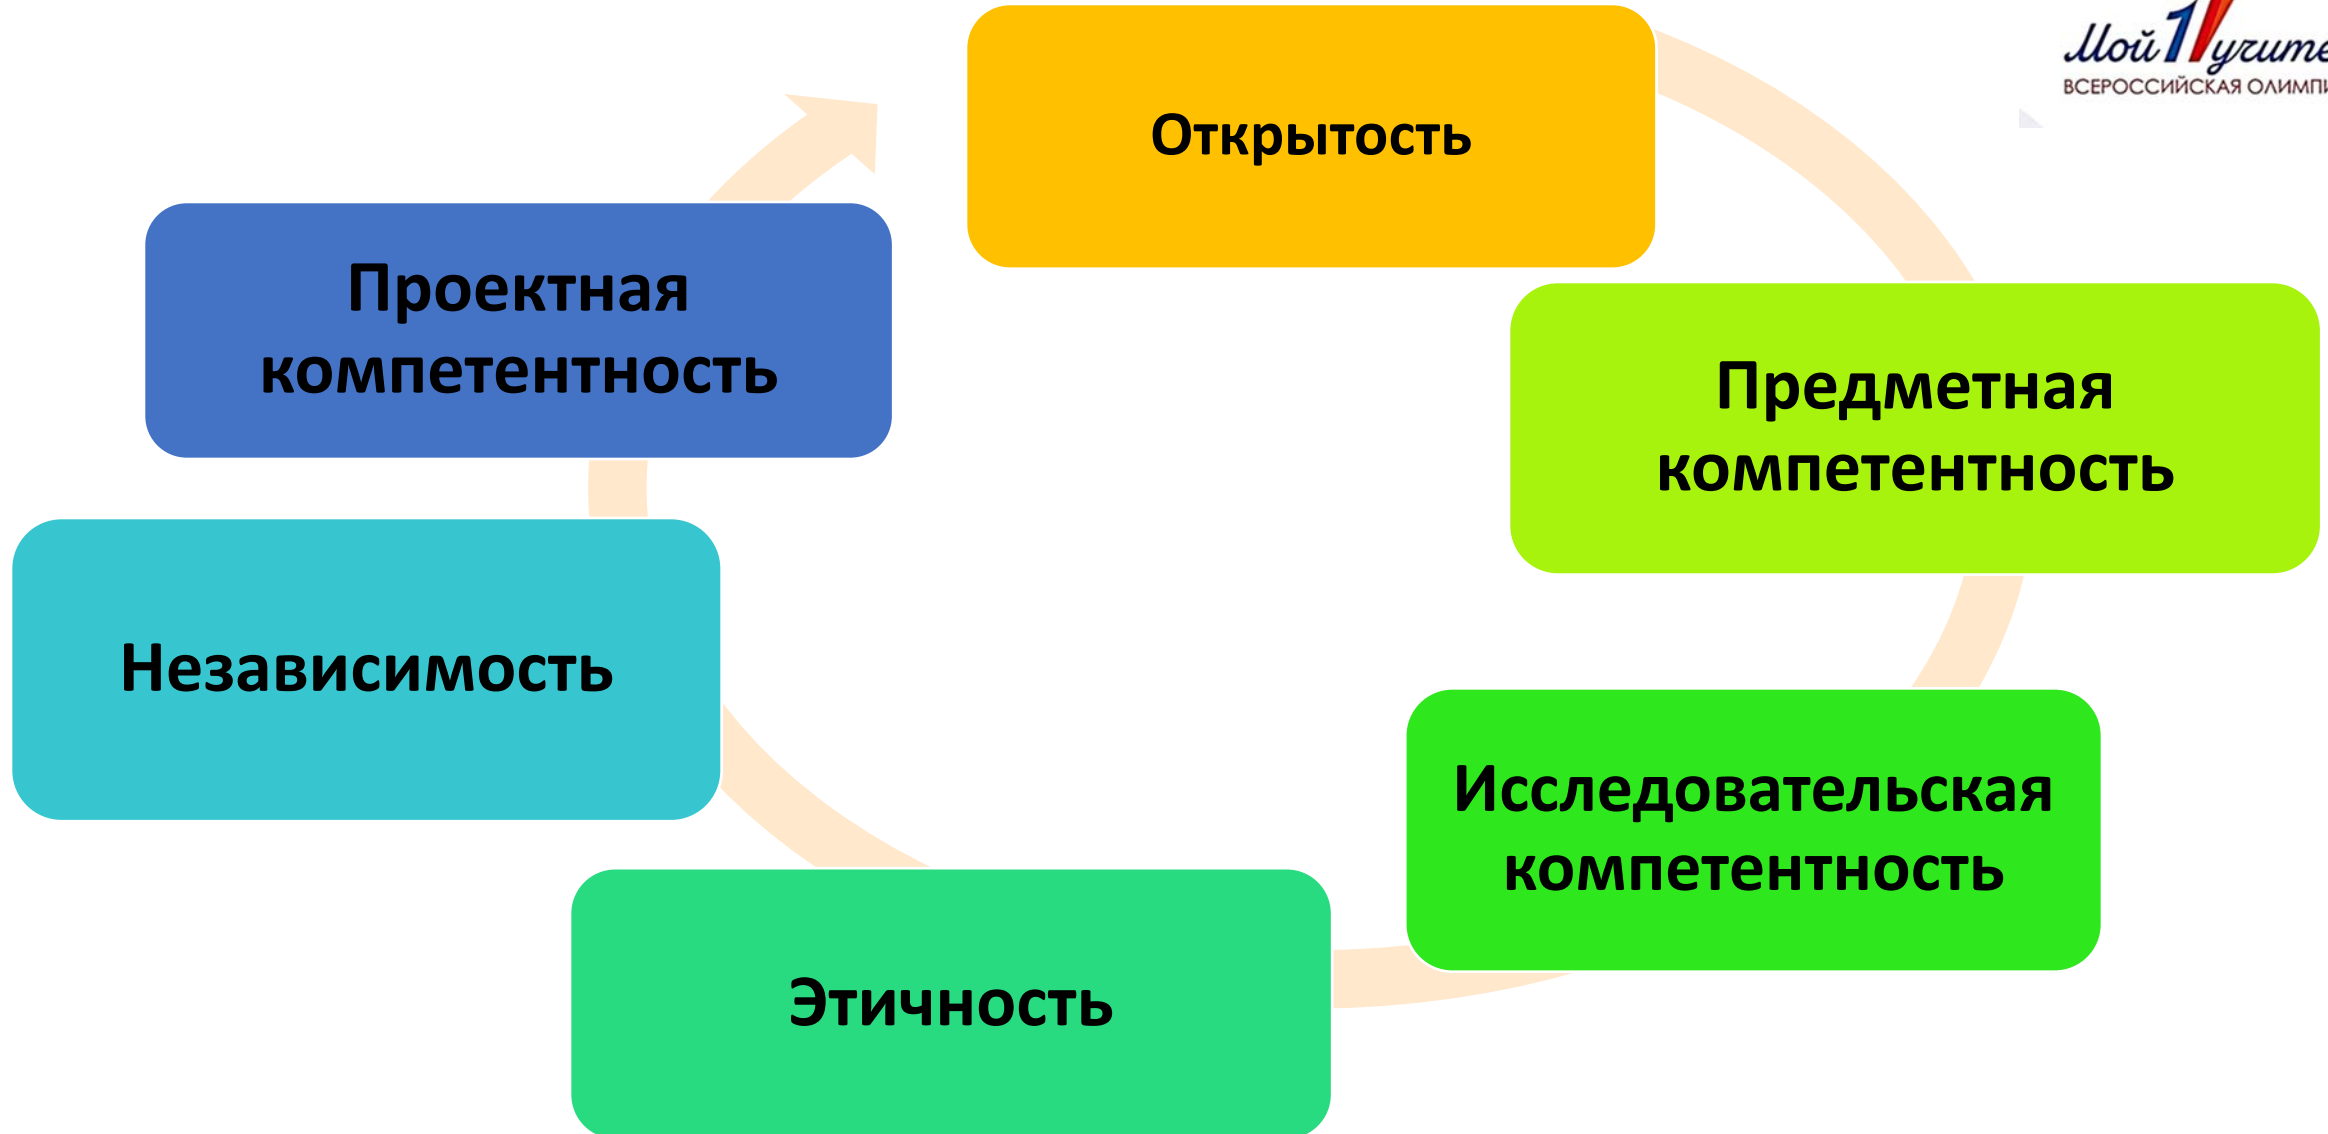 Мой
ВСЕРОССИЙСКАЯ
Открытость
Проектная
компетентность
Предметная
компетентность
Независимость
Исследовательская
компетентность
Этичность